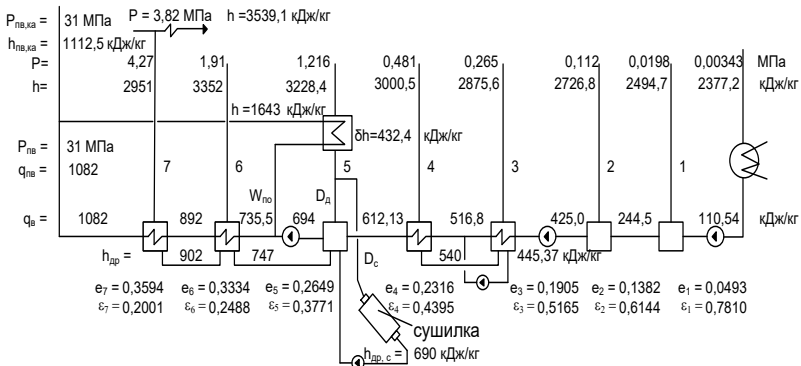 Pпв,ка = 31 МПа P = 3,82 МПа h =3539,1 кДж/кг
hпв,ка = 1112,5 кДж/кг
P= 4,27 1,91 1,216 0,481 0,265 0,112 0,0198 0,00343 МПа
h= 2951 3352 3228,4 3000,5 2875,6 2726,8 2494,7 2377,2 кДж/кг
h =1643 кДж/кг
δh=432,4 кДж/кг
Pпв = 31 МПа
qпв = 1082 7 6 5 4 3 2 1
Wпо Dд
qв = 1082 892 735,5 694 612,13 516,8 425,0 244,5 110,54 кДж/кг
hдр = 902 747 Dс 540 445,37 кДж/кг
e7 = 0,3594 e6 = 0,3334 e5 = 0,2649 e4 = 0,2316 e3 = 0,1905 e2 = 0,1382 e1 = 0,0493
ε7 = 0,2001 ε6 = 0,2488 ε5 = 0,3771 ε4 = 0,4395 ε3 = 0,5165 ε2 = 0,6144 ε1 = 0,7810
сушилка
hдр, с = 690 кДж/кг